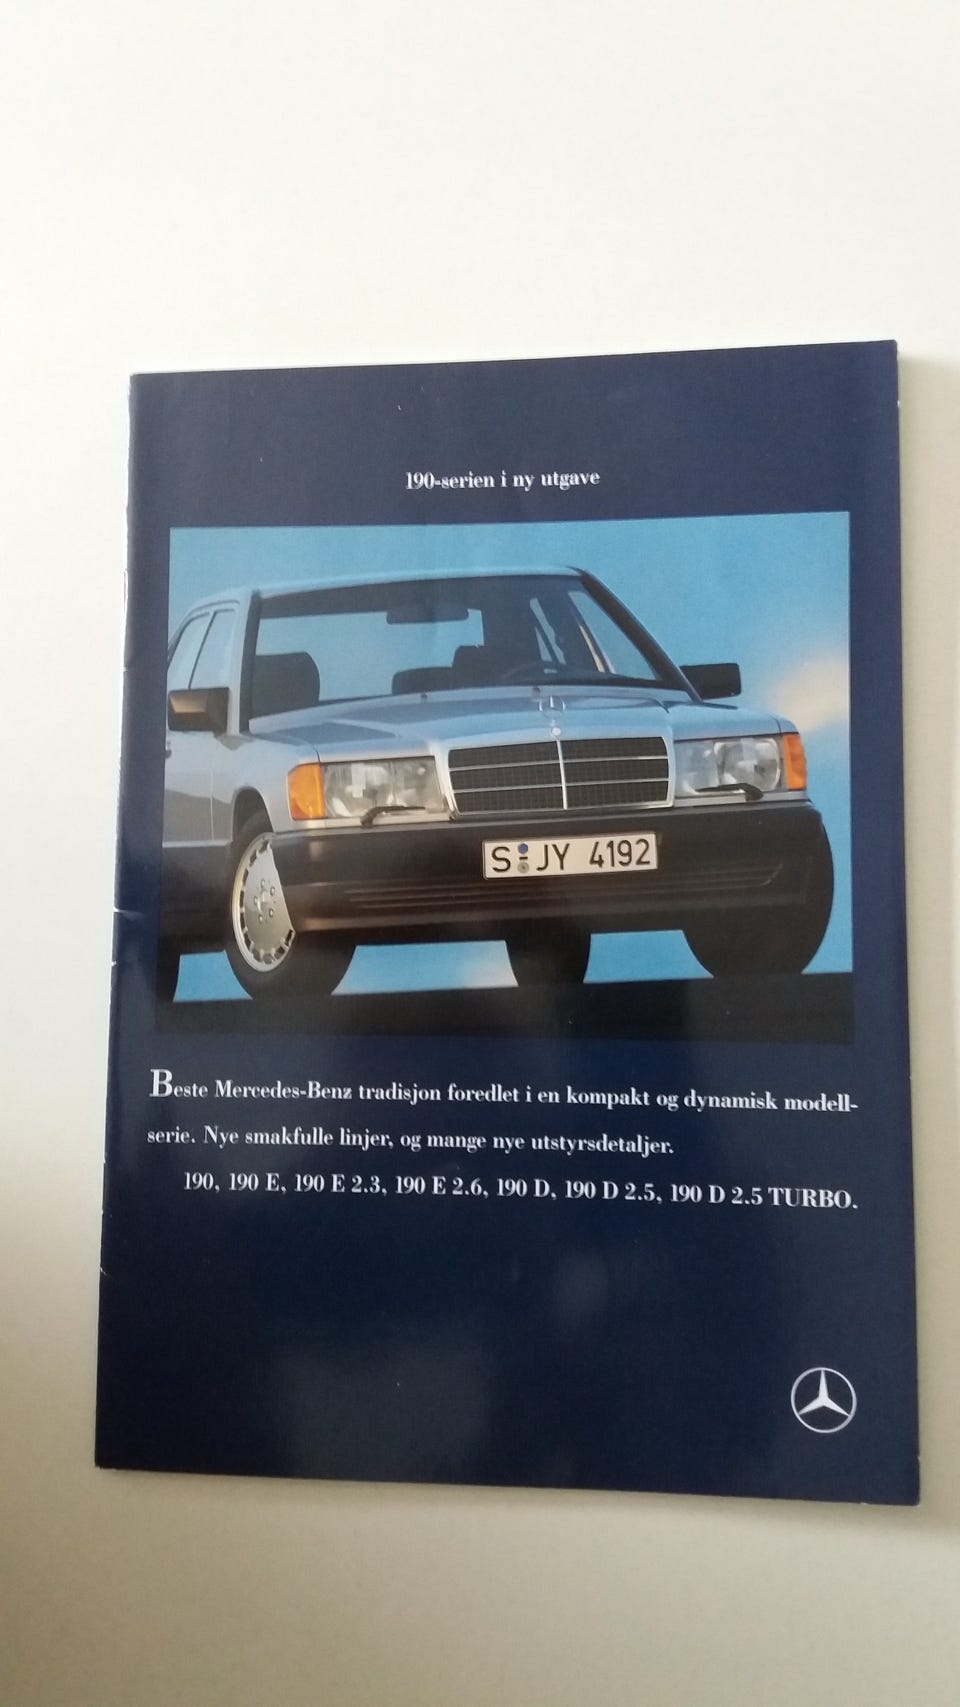 190-serien i ny utgave
S JY 4192
Beste Mercedes-Benz tradisjon foredlet i en kompakt og dynamisk modell-
serie. Nye smakfulle linjer, og mange nye utstyrsdetaljer.
190, 190 E, 190 E 2.3, 190 E 2.6, 190 D, 190 D 2.5, 190 D 2.5 TURBO.